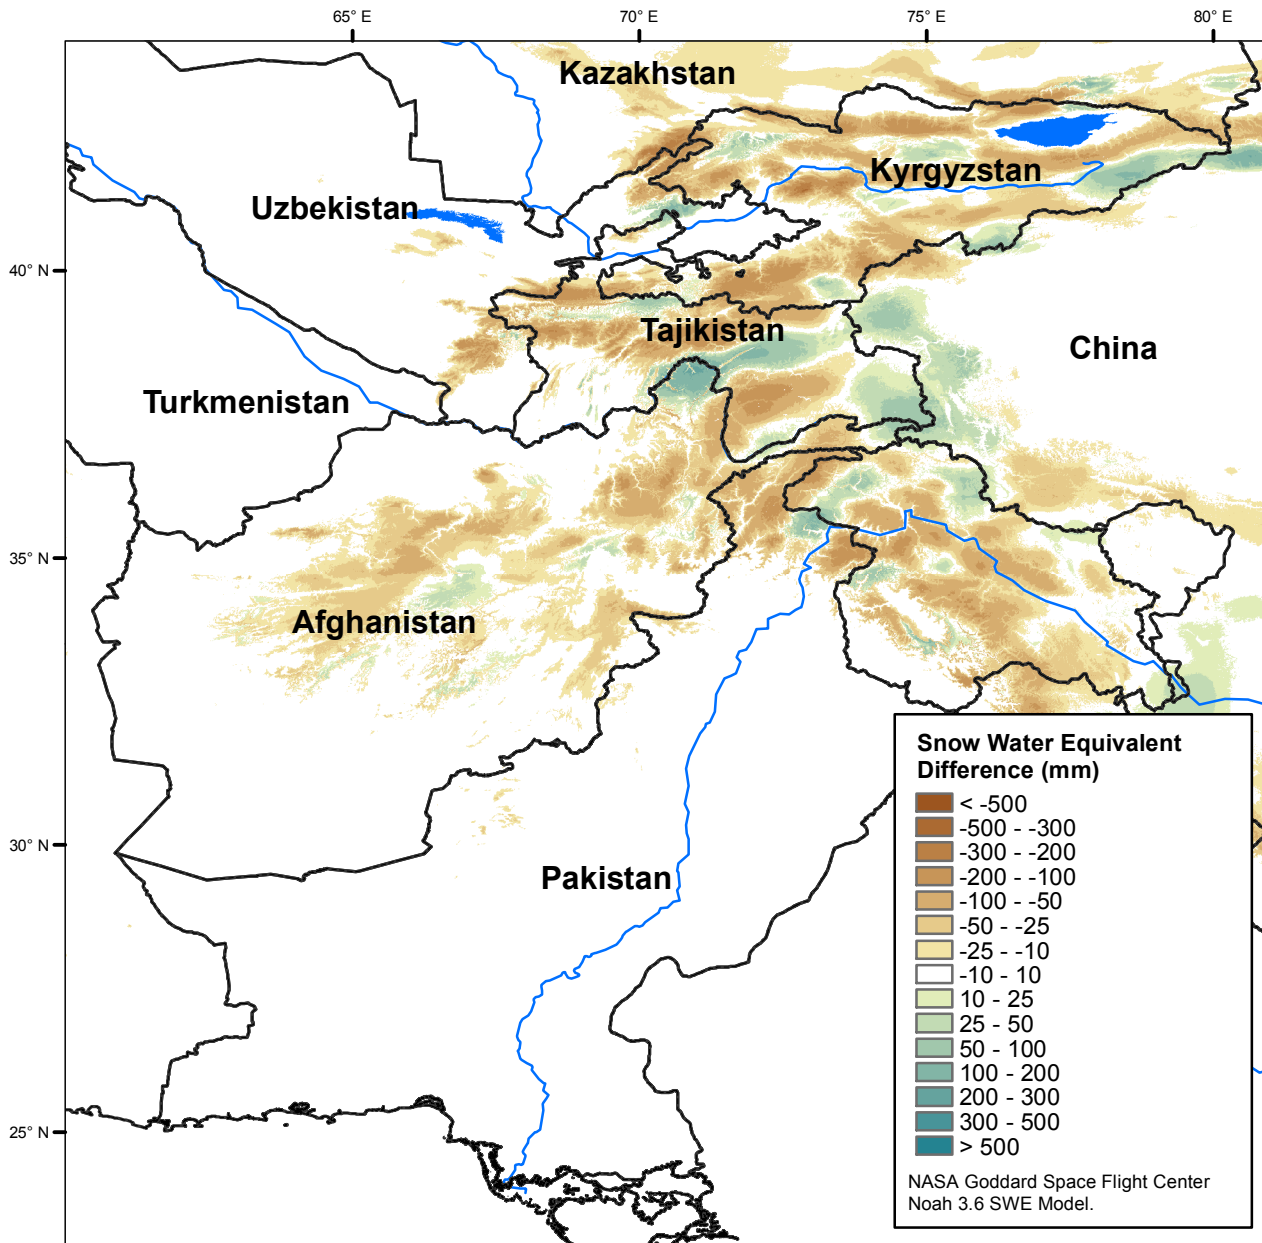 65° E
70° E
75° E
80° E
Kazakhstan
Kyrgyzstan
Uzbekistan
40° N
Tajikistan
China
Turkmenistan
35° N
Afghanistan
30° N
Pakistan
25° N
Snow Water Equivalent
Difference (mm)
< -500
-500 - -300
-300 - -200
-200 - -100
-100 - -50
-50 - -25
-25 - -10
-10 - 10
10 - 25
25 - 50
50 - 100
100 - 200
200 - 300
300 - 500
> 500
NASA Goddard Space Flight Center
Noah 3.6 SWE Model.